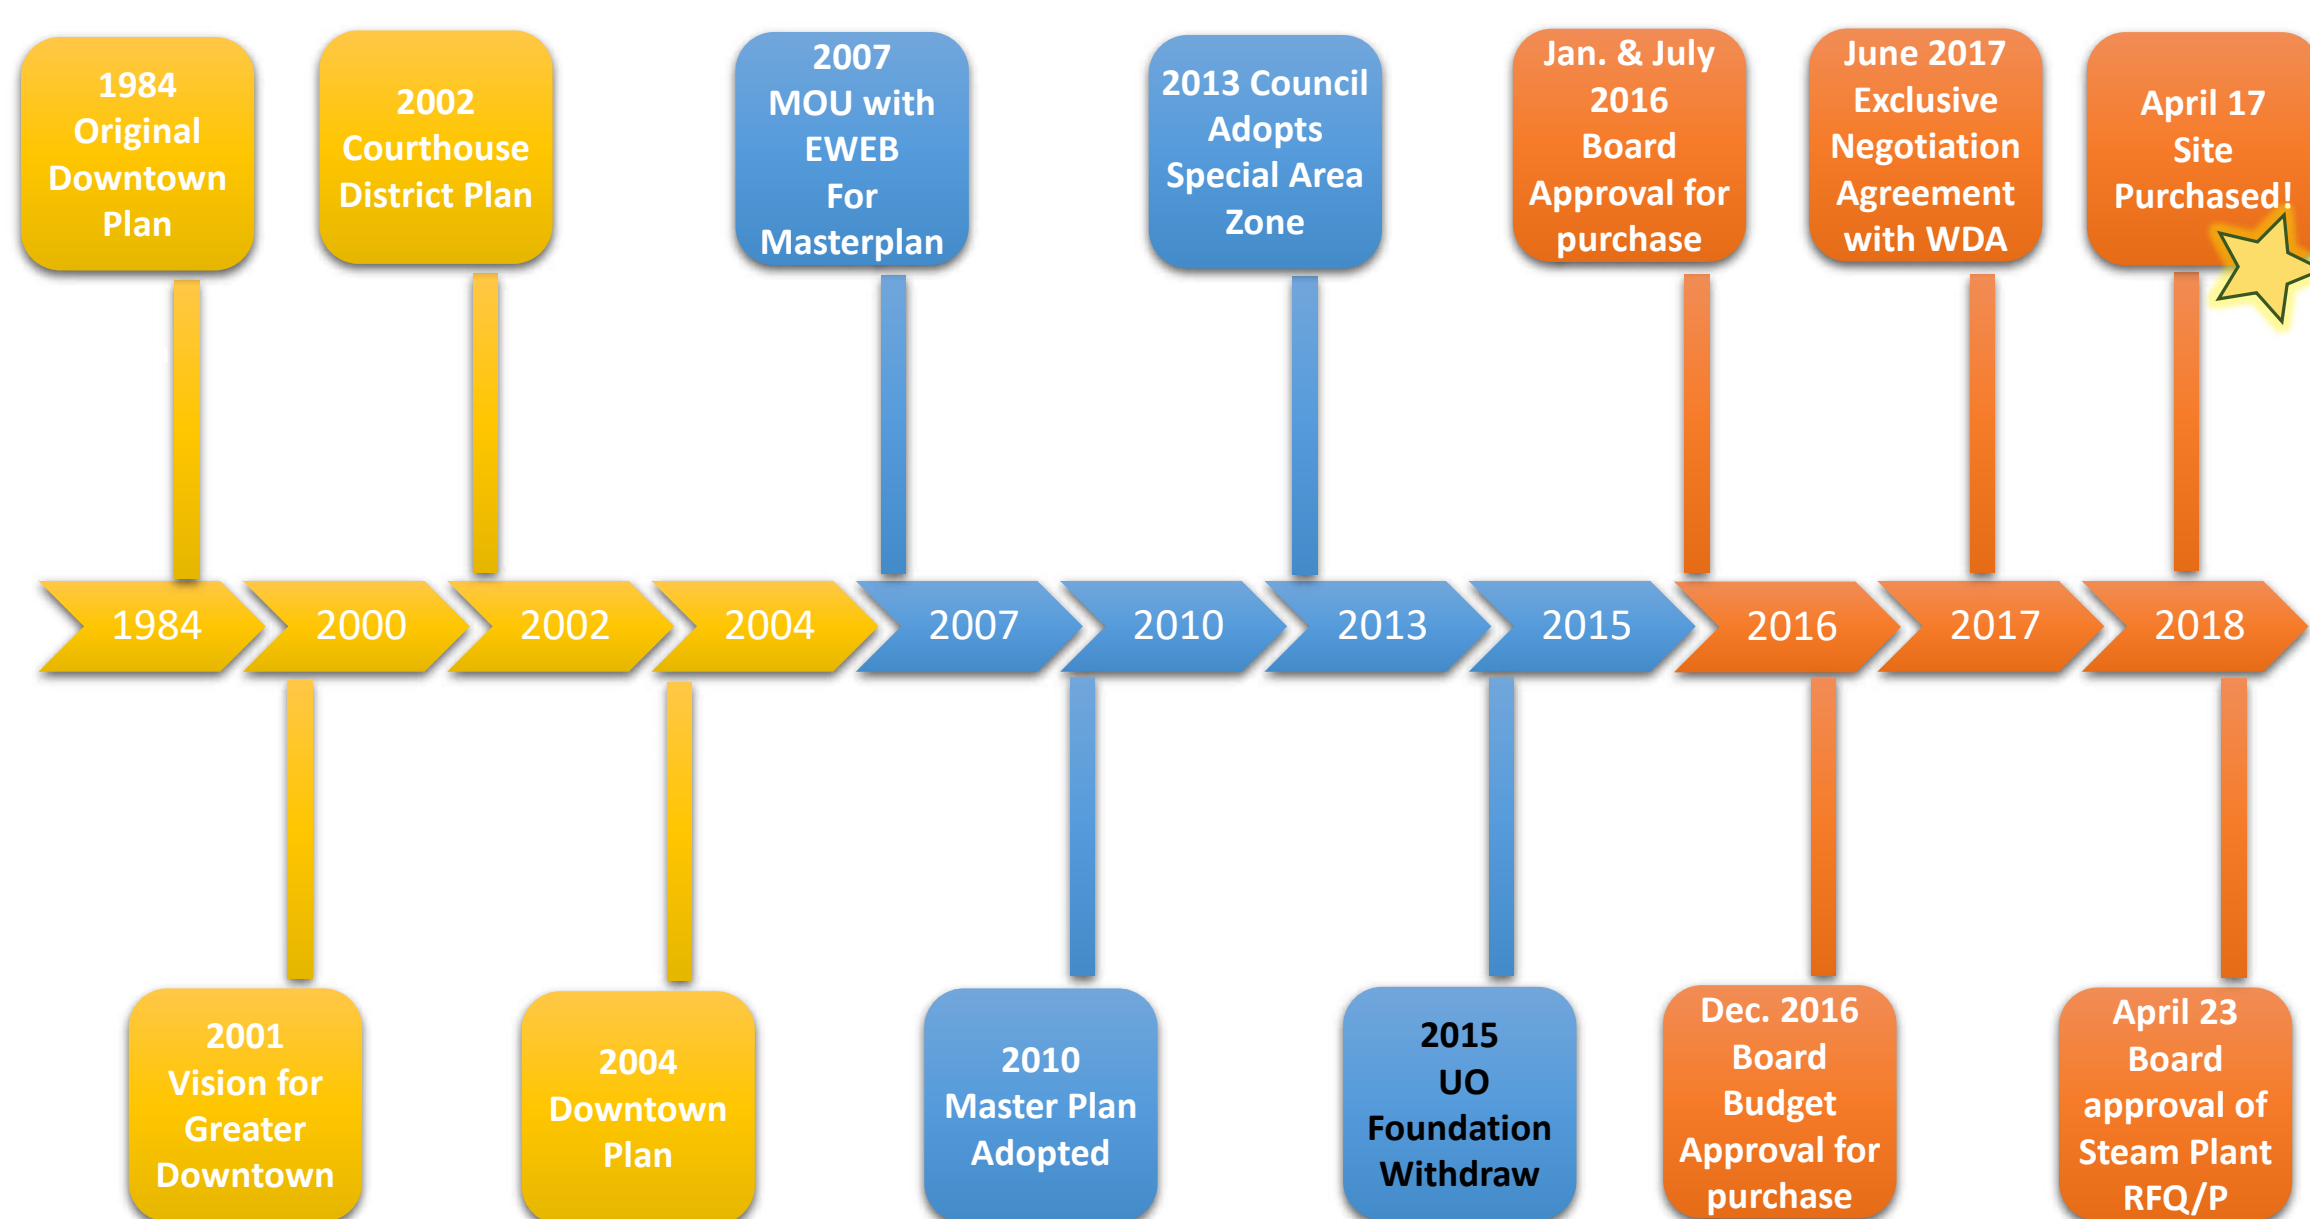 1984
Original
Downtown
Plan
2002
Courthouse
District Plan
2007
MOU with
EWEB
For
Masterplan
2013 Council
Adopts
Special Area
Zone
Jan. & July
2016
Board
Approval for
purchase
June 2017
Exclusive
Negotiation
Agreement
with WDA
April 17
Site
Purchased!
1984
2000
2002
2004
2007
2010
2013
2015
2016
2017
2018
2001
Vision for
Greater
Downtown
2004
Downtown
Plan
2010
Master Plan
Adopted
2015
UO
Foundation
Withdraw
Dec. 2016
Board
Budget
Approval for
purchase
April 23
Board
approval of
Steam Plant
RFQ/P